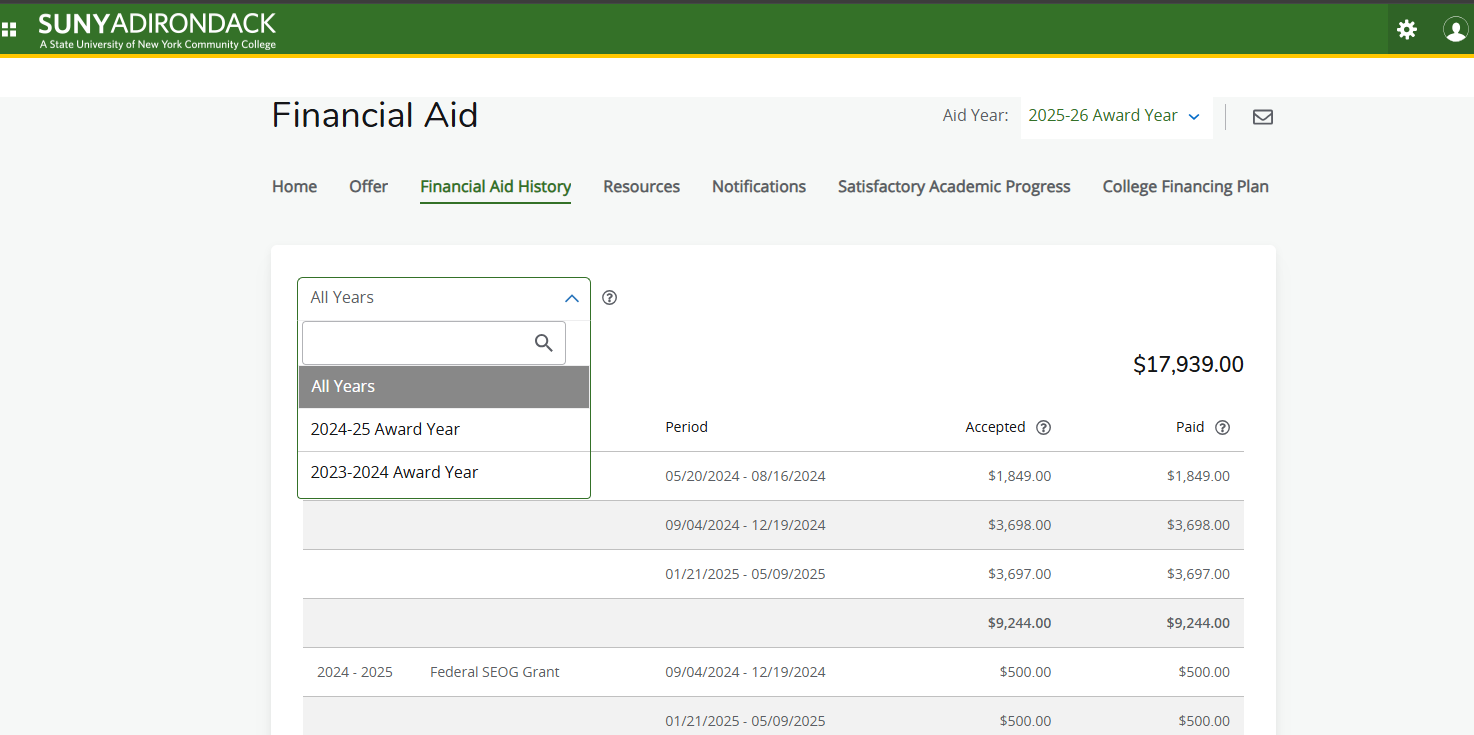 SUNYADIRONDACK
A State University of New York Community College
Financial Aid
Aid Year: 2025-26 Award Year
Home Offer Financial Aid History Resources Notifications Satisfactory Academic Progress College Financing Plan
All Years
All Years
2024-25 Award Year
2023-2024 Award Year
$17,939.00
Period Accepted Paid
05/20/2024 - 08/16/2024 $1,849.00 $1,849.00
09/04/2024 - 12/19/2024 $3,698.00 $3,698.00
01/21/2025 - 05/09/2025 $3,697.00 $3,697.00
$9,244.00 $9,244.00
2024 - 2025 Federal SEOG Grant 09/04/2024 - 12/19/2024 $500.00 $500.00
01/21/2025 - 05/09/2025 $500.00 $500.00